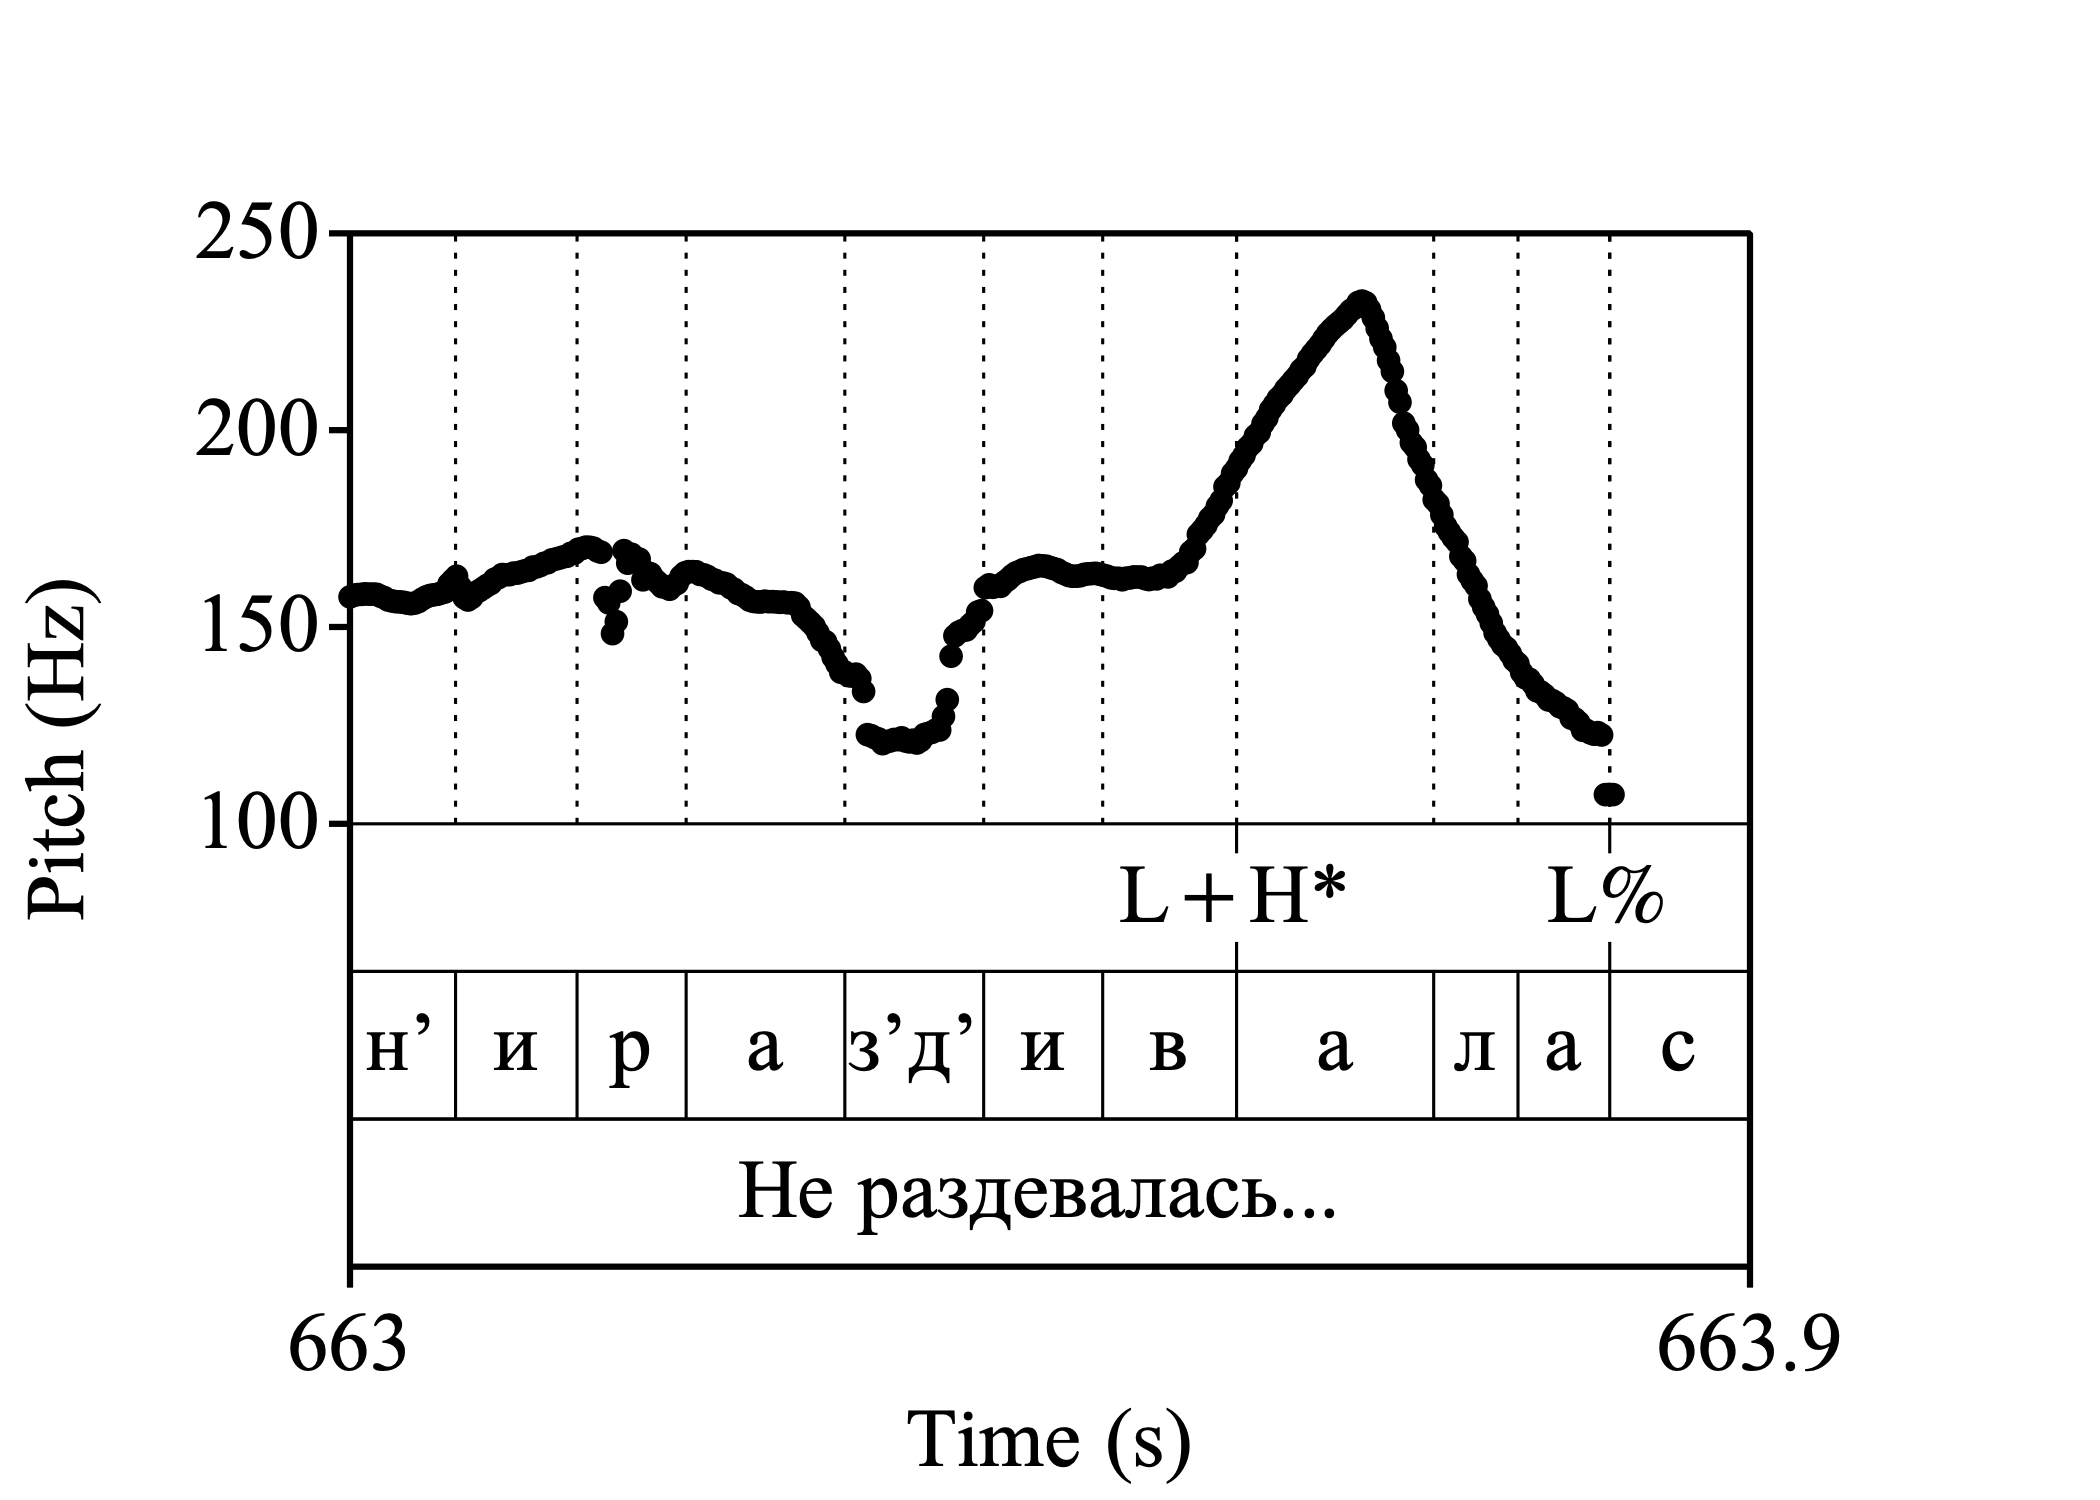 250
200
150
100
Pitch (Hz)
L+H* L%
н’ и р а з’д’ и в а л а с
Не раздевалась...
663 663.9
Time (s)